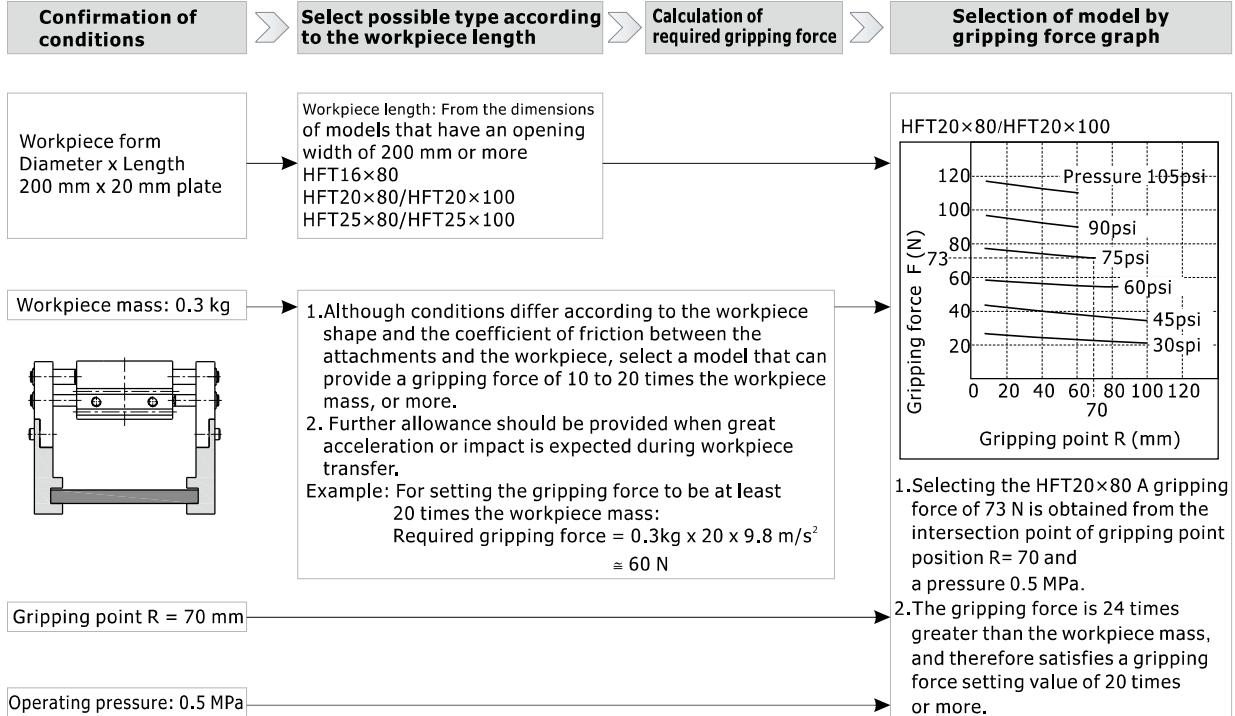 Confirmation of
conditions
Select possible type according
to the workpiece length
Calculation of
required gripping force
Selection of model by
gripping force graph
Workpiece form
Diameter x Length
200 mm x 20 mm plate
Workpiece length: From the dimensions
of models that have an opening
width of 200 mm or more
HFT16×80
HFT20×80/HFT20×100
HFT25×80/HFT25×100
Workpiece mass: 0.3 kg
1.Although conditions differ according to the workpiece
shape and the coefficient of friction between the
attachments and the workpiece, select a model that can
provide a gripping force of 10 to 20 times the workpiece
mass, or more.
2. Further allowance should be provided when great
acceleration or impact is expected during workpiece
transfer.
Example: For setting the gripping force to be at least
20 times the workpiece mass:
Required gripping force = 0.3kg x 20 x 9.8 m/s²
≅ 60 N
Gripping point R = 70 mm
Operating pressure: 0.5 MPa
HFT20×80/HFT20×100
Gripping force F (N)
120
100
80
73
60
40
20
Pressure 105psi
90psi
75psi
60psi
45psi
30spi
0 20 40 60 80 100 120
70
Gripping point R (mm)
1.Selecting the HFT20×80 A gripping
force of 73 N is obtained from the
intersection point of gripping point
position R= 70 and
a pressure 0.5 MPa.
2.The gripping force is 24 times
greater than the workpiece mass,
and therefore satisfies a gripping
force setting value of 20 times
or more.